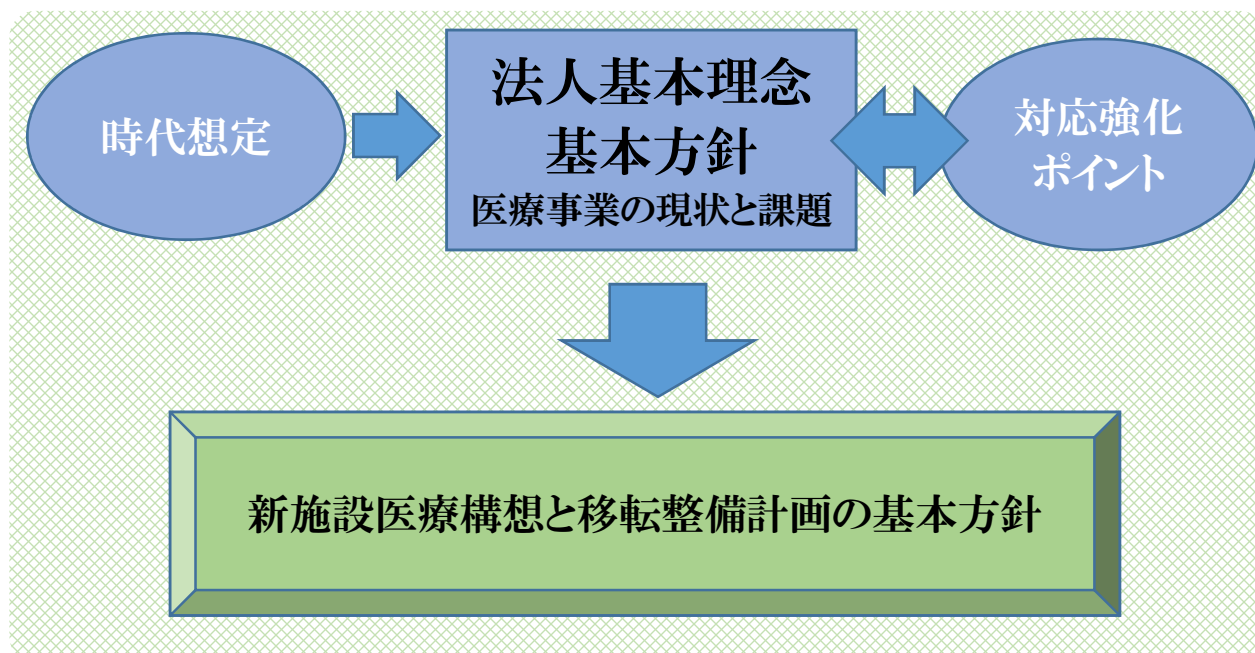 時代想定
法人基本理念
基本方針
医療事業の現状と課題
対応強化
ポイント
新施設医療構想と移転整備計画の基本方針